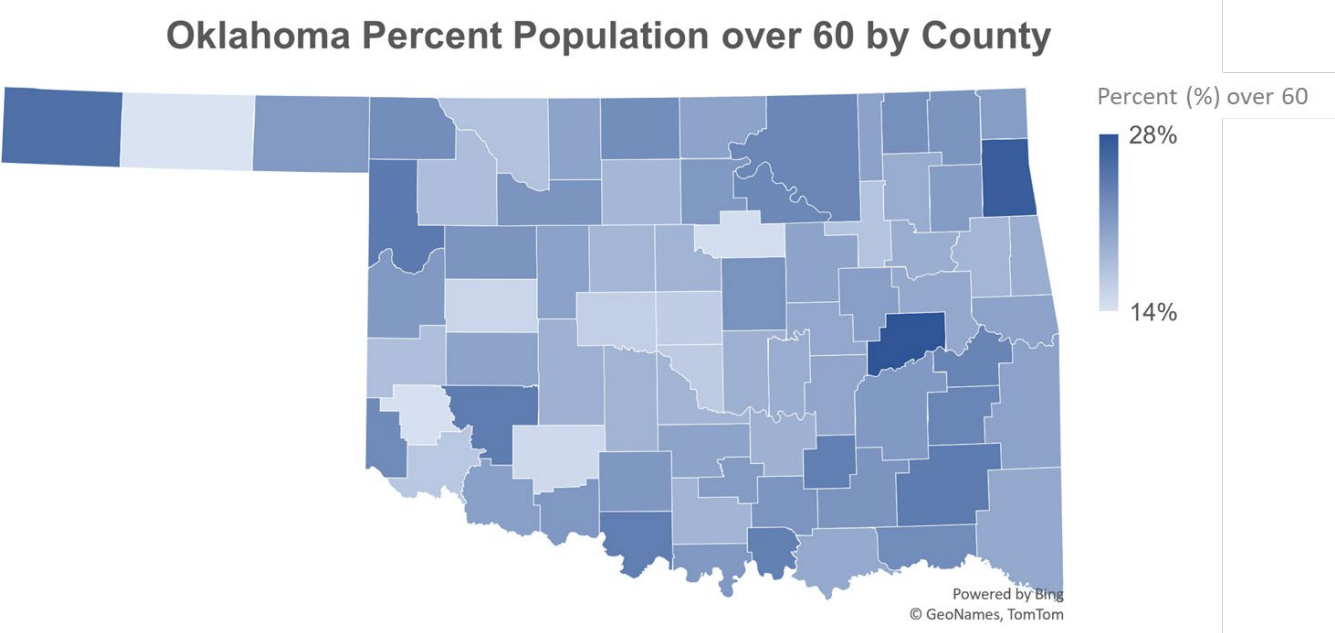 Oklahoma Percent Population over 60 by County
Percent (%) over 60
28%
14%
Powered by Bing
© GeoNames, TomTom